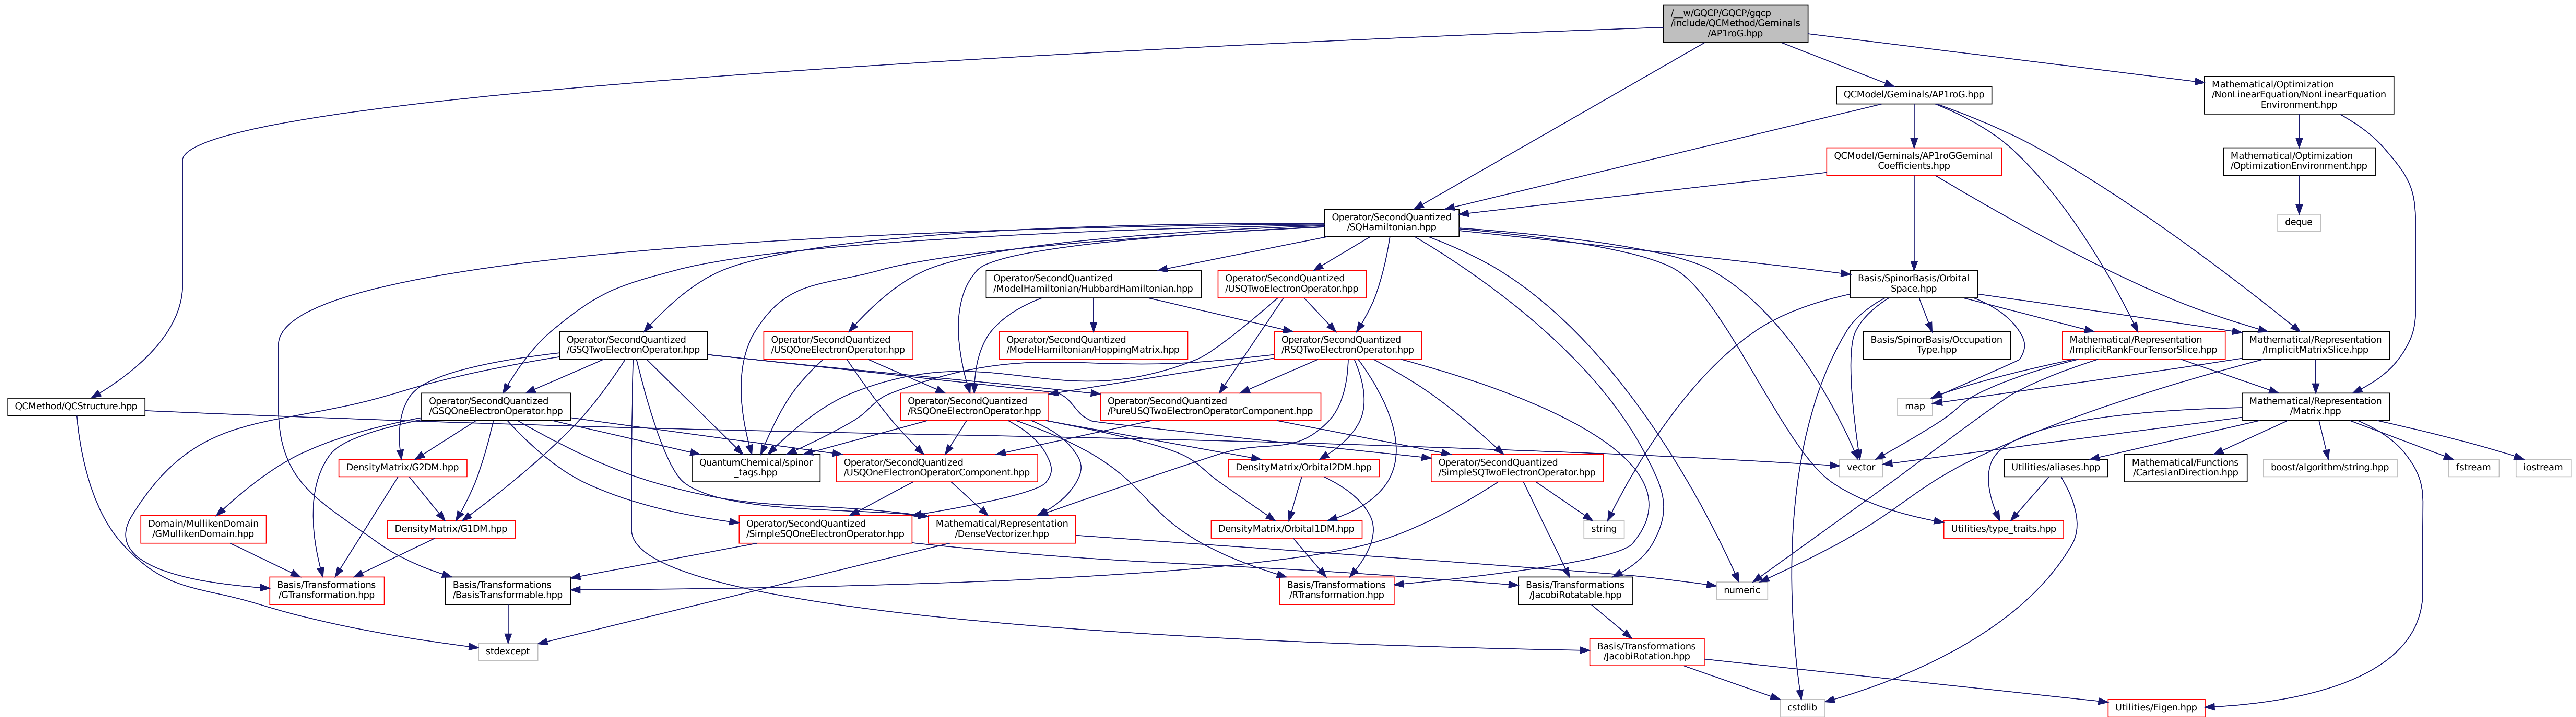 /__w/GQCP/GQCP/gqcp
/include/QCMethod/Geminals
/AP1roG.hpp
Mathematical/Optimization
/NonLinearEquation/NonLinearEquation
Environment.hpp
QCModel/Geminals/AP1roG.hpp
QCModel/Geminals/AP1roGGeminal
Coefficients.hpp
Mathematical/Optimization
/OptimizationEnvironment.hpp
Operator/SecondQuantized
/SQHamiltonian.hpp
deque
Operator/SecondQuantized
/ModelHamiltonian/HubbardHamiltonian.hpp
Operator/SecondQuantized
/USQTwoElectronOperator.hpp
Basis/SpinorBasis/Orbital
Space.hpp
Operator/SecondQuantized
/GSQTwoElectronOperator.hpp
Operator/SecondQuantized
/USQOneElectronOperator.hpp
Operator/SecondQuantized
/ModelHamiltonian/HoppingMatrix.hpp
Operator/SecondQuantized
/RSQTwoElectronOperator.hpp
Basis/SpinorBasis/Occupation
Type.hpp
Mathematical/Representation
/ImplicitRankFourTensorSlice.hpp
Mathematical/Representation
/ImplicitMatrixSlice.hpp
QCMethod/QCStructure.hpp
Operator/SecondQuantized
/GSQOneElectronOperator.hpp
Operator/SecondQuantized
/RSQOneElectronOperator.hpp
Operator/SecondQuantized
/PureUSQTwoElectronOperatorComponent.hpp
map
Mathematical/Representation
/Matrix.hpp
DensityMatrix/G2DM.hpp
QuantumChemical/spinor
_tags.hpp
Operator/SecondQuantized
/USQOneElectronOperatorComponent.hpp
DensityMatrix/Orbital2DM.hpp
Operator/SecondQuantized
/SimpleSQTwoElectronOperator.hpp
vector
Utilities/aliases.hpp
Mathematical/Functions
/CartesianDirection.hpp
boost/algorithm/string.hpp
fstream
iostream
Domain/MullikenDomain
/GMullikenDomain.hpp
DensityMatrix/G1DM.hpp
Operator/SecondQuantized
/SimpleSQOneElectronOperator.hpp
Mathematical/Representation
/DenseVectorizer.hpp
DensityMatrix/Orbital1DM.hpp
string
Utilities/type_traits.hpp
Basis/Transformations
/GTransformation.hpp
Basis/Transformations
/BasisTransformable.hpp
Basis/Transformations
/RTransformation.hpp
Basis/Transformations
/JacobiRotatable.hpp
numeric
stdexcept
Basis/Transformations
/JacobiRotation.hpp
cstdlib
Utilities/Eigen.hpp